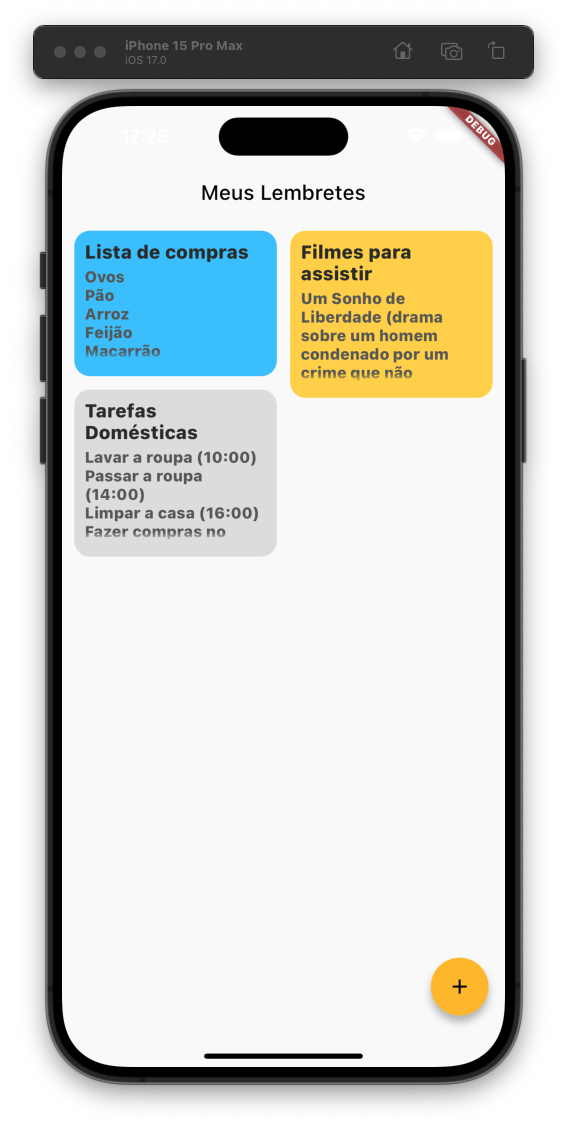 iPhone 15 Pro Max
iOS 17.0
17:28
DEBUG
Meus Lembretes
Lista de compras
Ovos
Pão
Arroz
Feijão
Macarrão
Filmes para
assistir
Um Sonho de
Liberdade (drama
sobre um homem
condenado por um
crime que não
Tarefas
Domésticas
Lavar a roupa (10:00)
Passar a roupa
(14:00)
Limpar a casa (16:00)
Fazer compras no